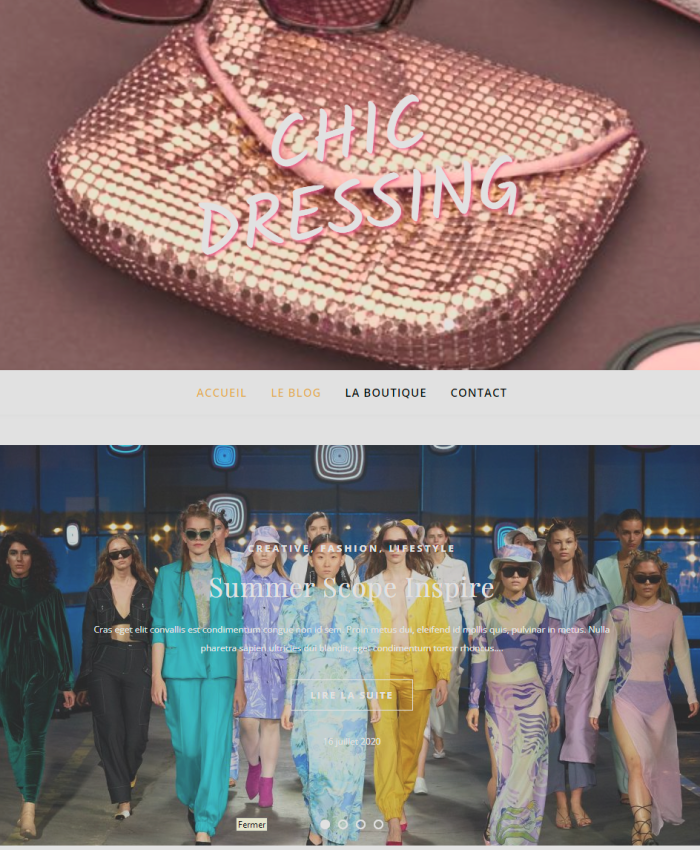 CHIC
DRESSING
ACCUEIL LE BLOG LA BOUTIQUE CONTACT
CREATIVE, FASHION, LIFESTYLE
Summer Scope Inspire
Cras eget elit convallis est condimentum congue non id sem. Proin metus dui, eleifend id mollis quis, pulvinar in metus. Nulla
pharetra sapien ultricies dui blandit, eget condimentum tortor rhoncus....
LIRE LA SUITE
16 juillet 2020
Fermer